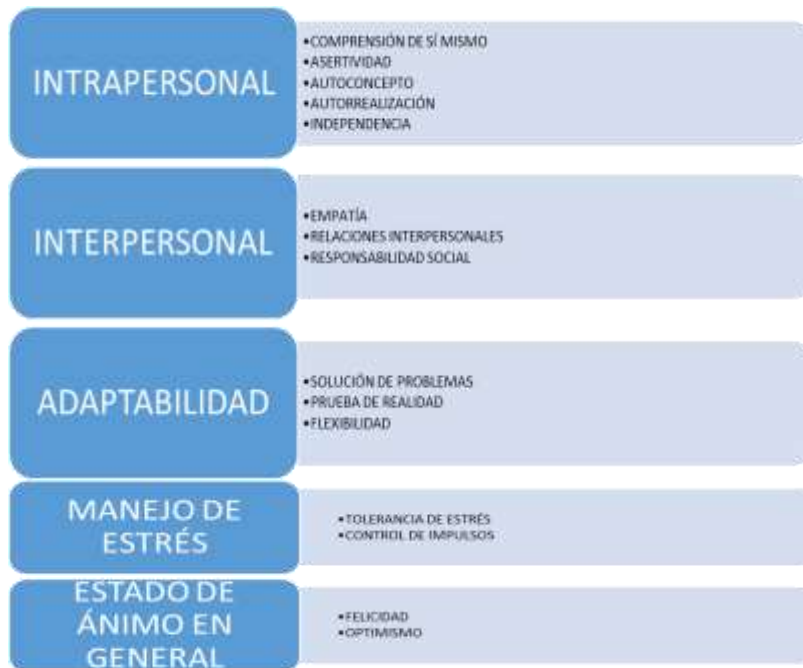 INTRAPERSONAL
•COMPRENSIÓN DE SÍ MISMO
•ASERTIVIDAD
•AUTOCONCEPTO
•AUTORREALIZACIÓN
•INDEPENDENCIA
INTERPERSONAL
•EMPATÍA
•RELACIONES INTERPERSONALES
•RESPONSABILIDAD SOCIAL
ADAPTABILIDAD
•SOLUCIÓN DE PROBLEMAS
•PRUEBA DE REALIDAD
•FLEXIBILIDAD
MANEJO DE
ESTRÉS
•TOLERANCIA DE ESTRÉS
•CONTROL DE IMPULSOS
ESTADO DE
ÁNIMO EN
GENERAL
•FELICIDAD
•OPTIMISMO